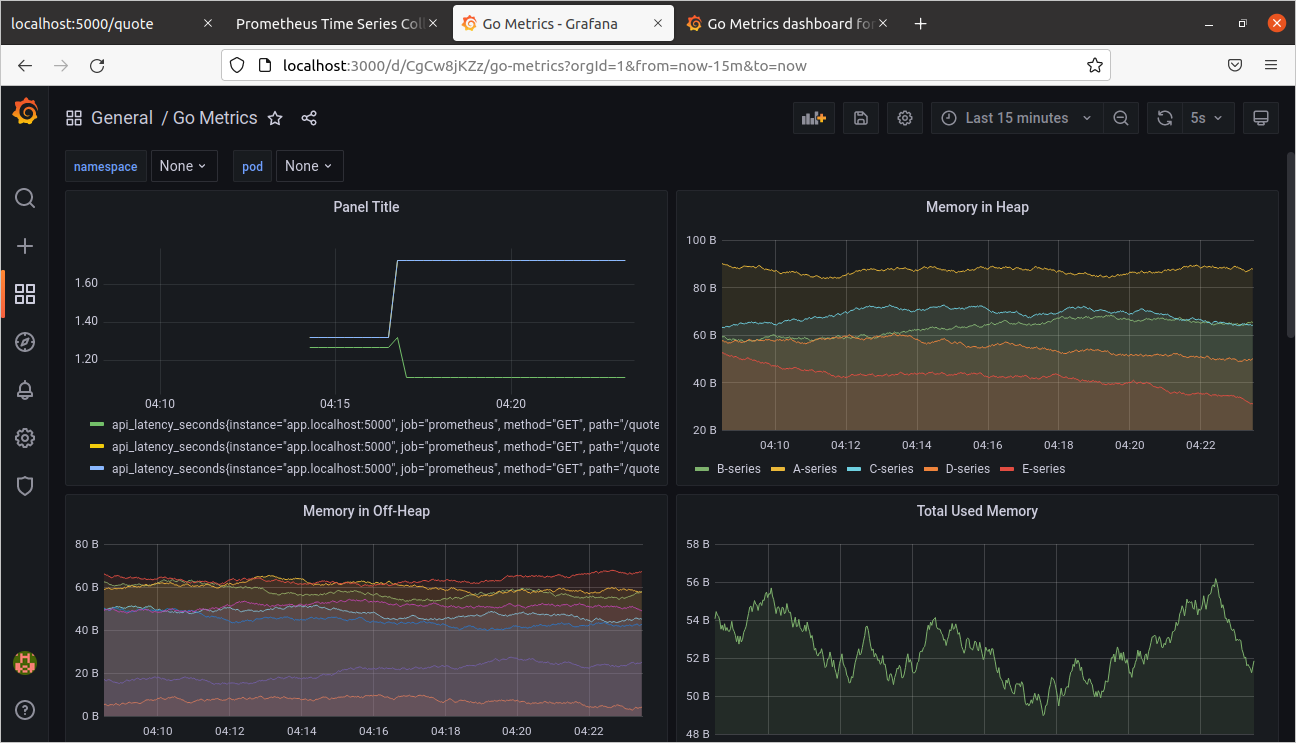 localhost:5000/quote
Prometheus Time Series Col
Go Metrics - Grafana
Go Metrics dashboard for
localhost:3000/d/CgCw8jKZz/go-metrics?orgId=1&from=now-15m&to=now
General / Go Metrics
Last 15 minutes
5s
namespace None pod None
Panel Title
1.60
1.40
1.20
04:10 04:15 04:20
api_latency_seconds{instance="app.localhost:5000", job="prometheus", method="GET", path="/quote
api_latency_seconds{instance="app.localhost:5000", job="prometheus", method="GET", path="/quote
api_latency_seconds{instance="app.localhost:5000", job="prometheus", method="GET", path="/quote
Memory in Heap
100 B
80 B
60 B
40 B
20 B
04:10 04:12 04:14 04:16 04:18 04:20 04:22
B-series A-series C-series D-series E-series
Memory in Off-Heap
80 B
60 B
40 B
20 B
0 B
04:10 04:12 04:14 04:16 04:18 04:20 04:22
Total Used Memory
58 B
56 B
54 B
52 B
50 B
48 B